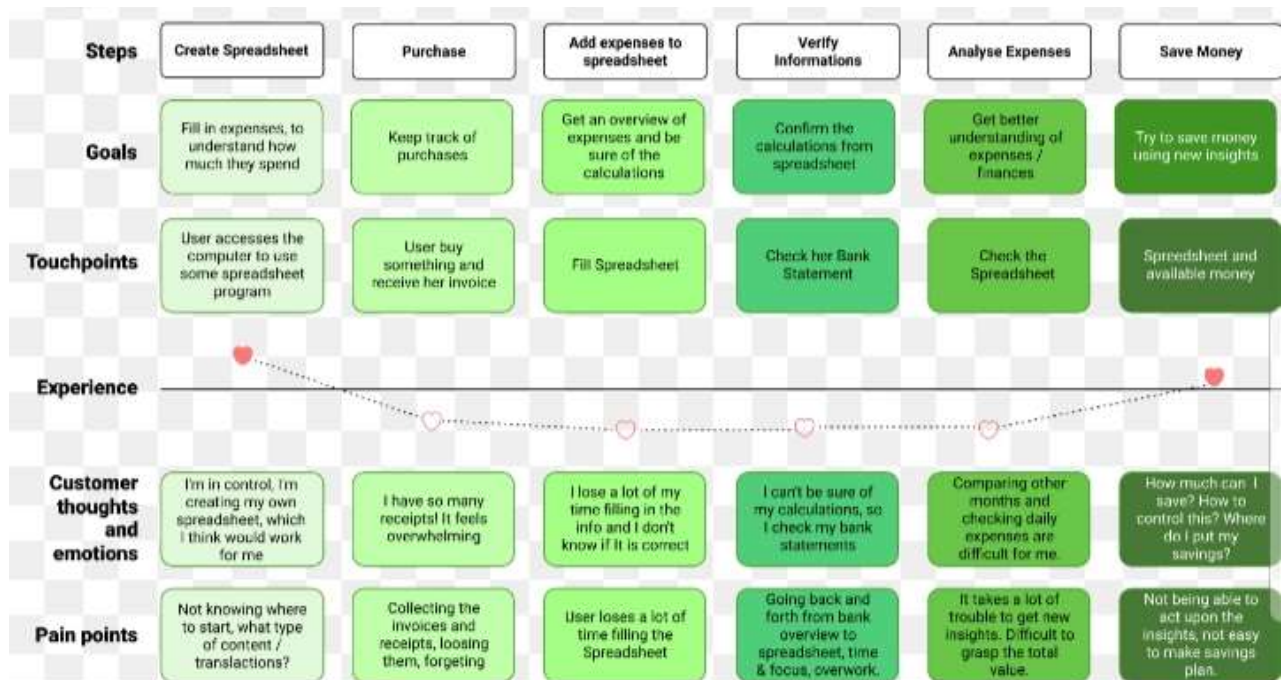 Steps
Create Spreadsheet
Purchase
Add expenses to
spreadsheet
Verify
Informations
Analyse Expenses
Save Money
Goals
Fill in expenses, to
understand how
much they spend
Keep track of
purchases
Get an overview of
expenses and be
sure of the
calculations
Confirm the
calculations from
spreadsheet
Get better
understanding of
expenses /
finances
Try to save money
using new insights
Touchpoints
User accesses the
computer to use
some spreadsheet
program
User buy
something and
receive her invoice
Fill Spreadsheet
Check her Bank
Statement
Check the
Spreadsheet
Spreedsheet and
available money
Experience
Customer
thoughts
and
emotions
I'm in control, I'm
creating my own
spreadsheet, which
I think would work
for me
I have so many
receipts! It feels
overwhelming
I lose a lot of my
time filling in the
info and I don't
know if It is correct
I can't be sure of
my calculations, so
I check my bank
statements
Comparing other
months and
checking daily
expenses are
difficult for me.
How much can I
save? How to
control this? Where
do I put my
savings?
Pain points
Not knowing where
to start, what type
of content /
translactions?
Collecting the
invoices and
receipts, loosing
them, forgeting
User loses a lot of
time filling the
Spreadsheet
Going back and
forth from bank
overview to
spreadsheet, time
& focus, overwork.
It takes a lot of
trouble to get new
insights. Difficult to
grasp the total
value.
Not being able to
act upon the
insights, not easy
to make savings
plan.